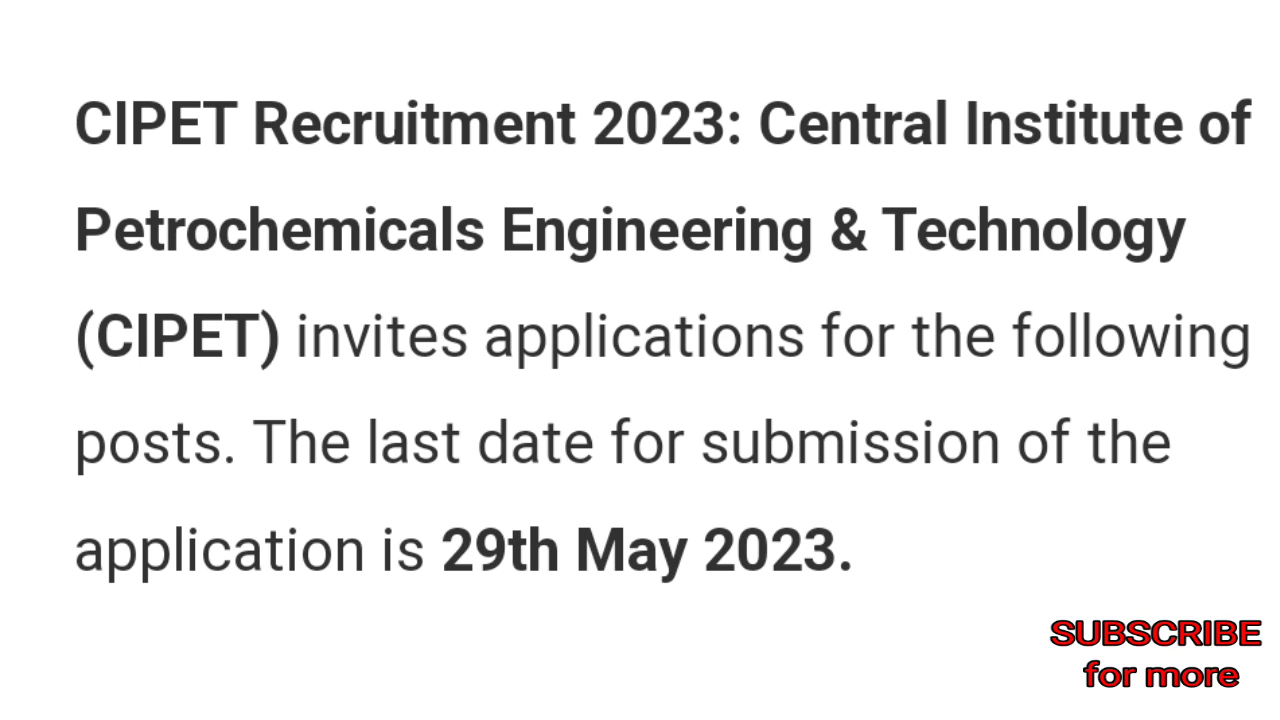 CIPET Recruitment 2023: Central Institute of
Petrochemicals Engineering & Technology
(CIPET) invites applications for the following
posts. The last date for submission of the
application is 29th May 2023.
SUBSCRIBE
for more